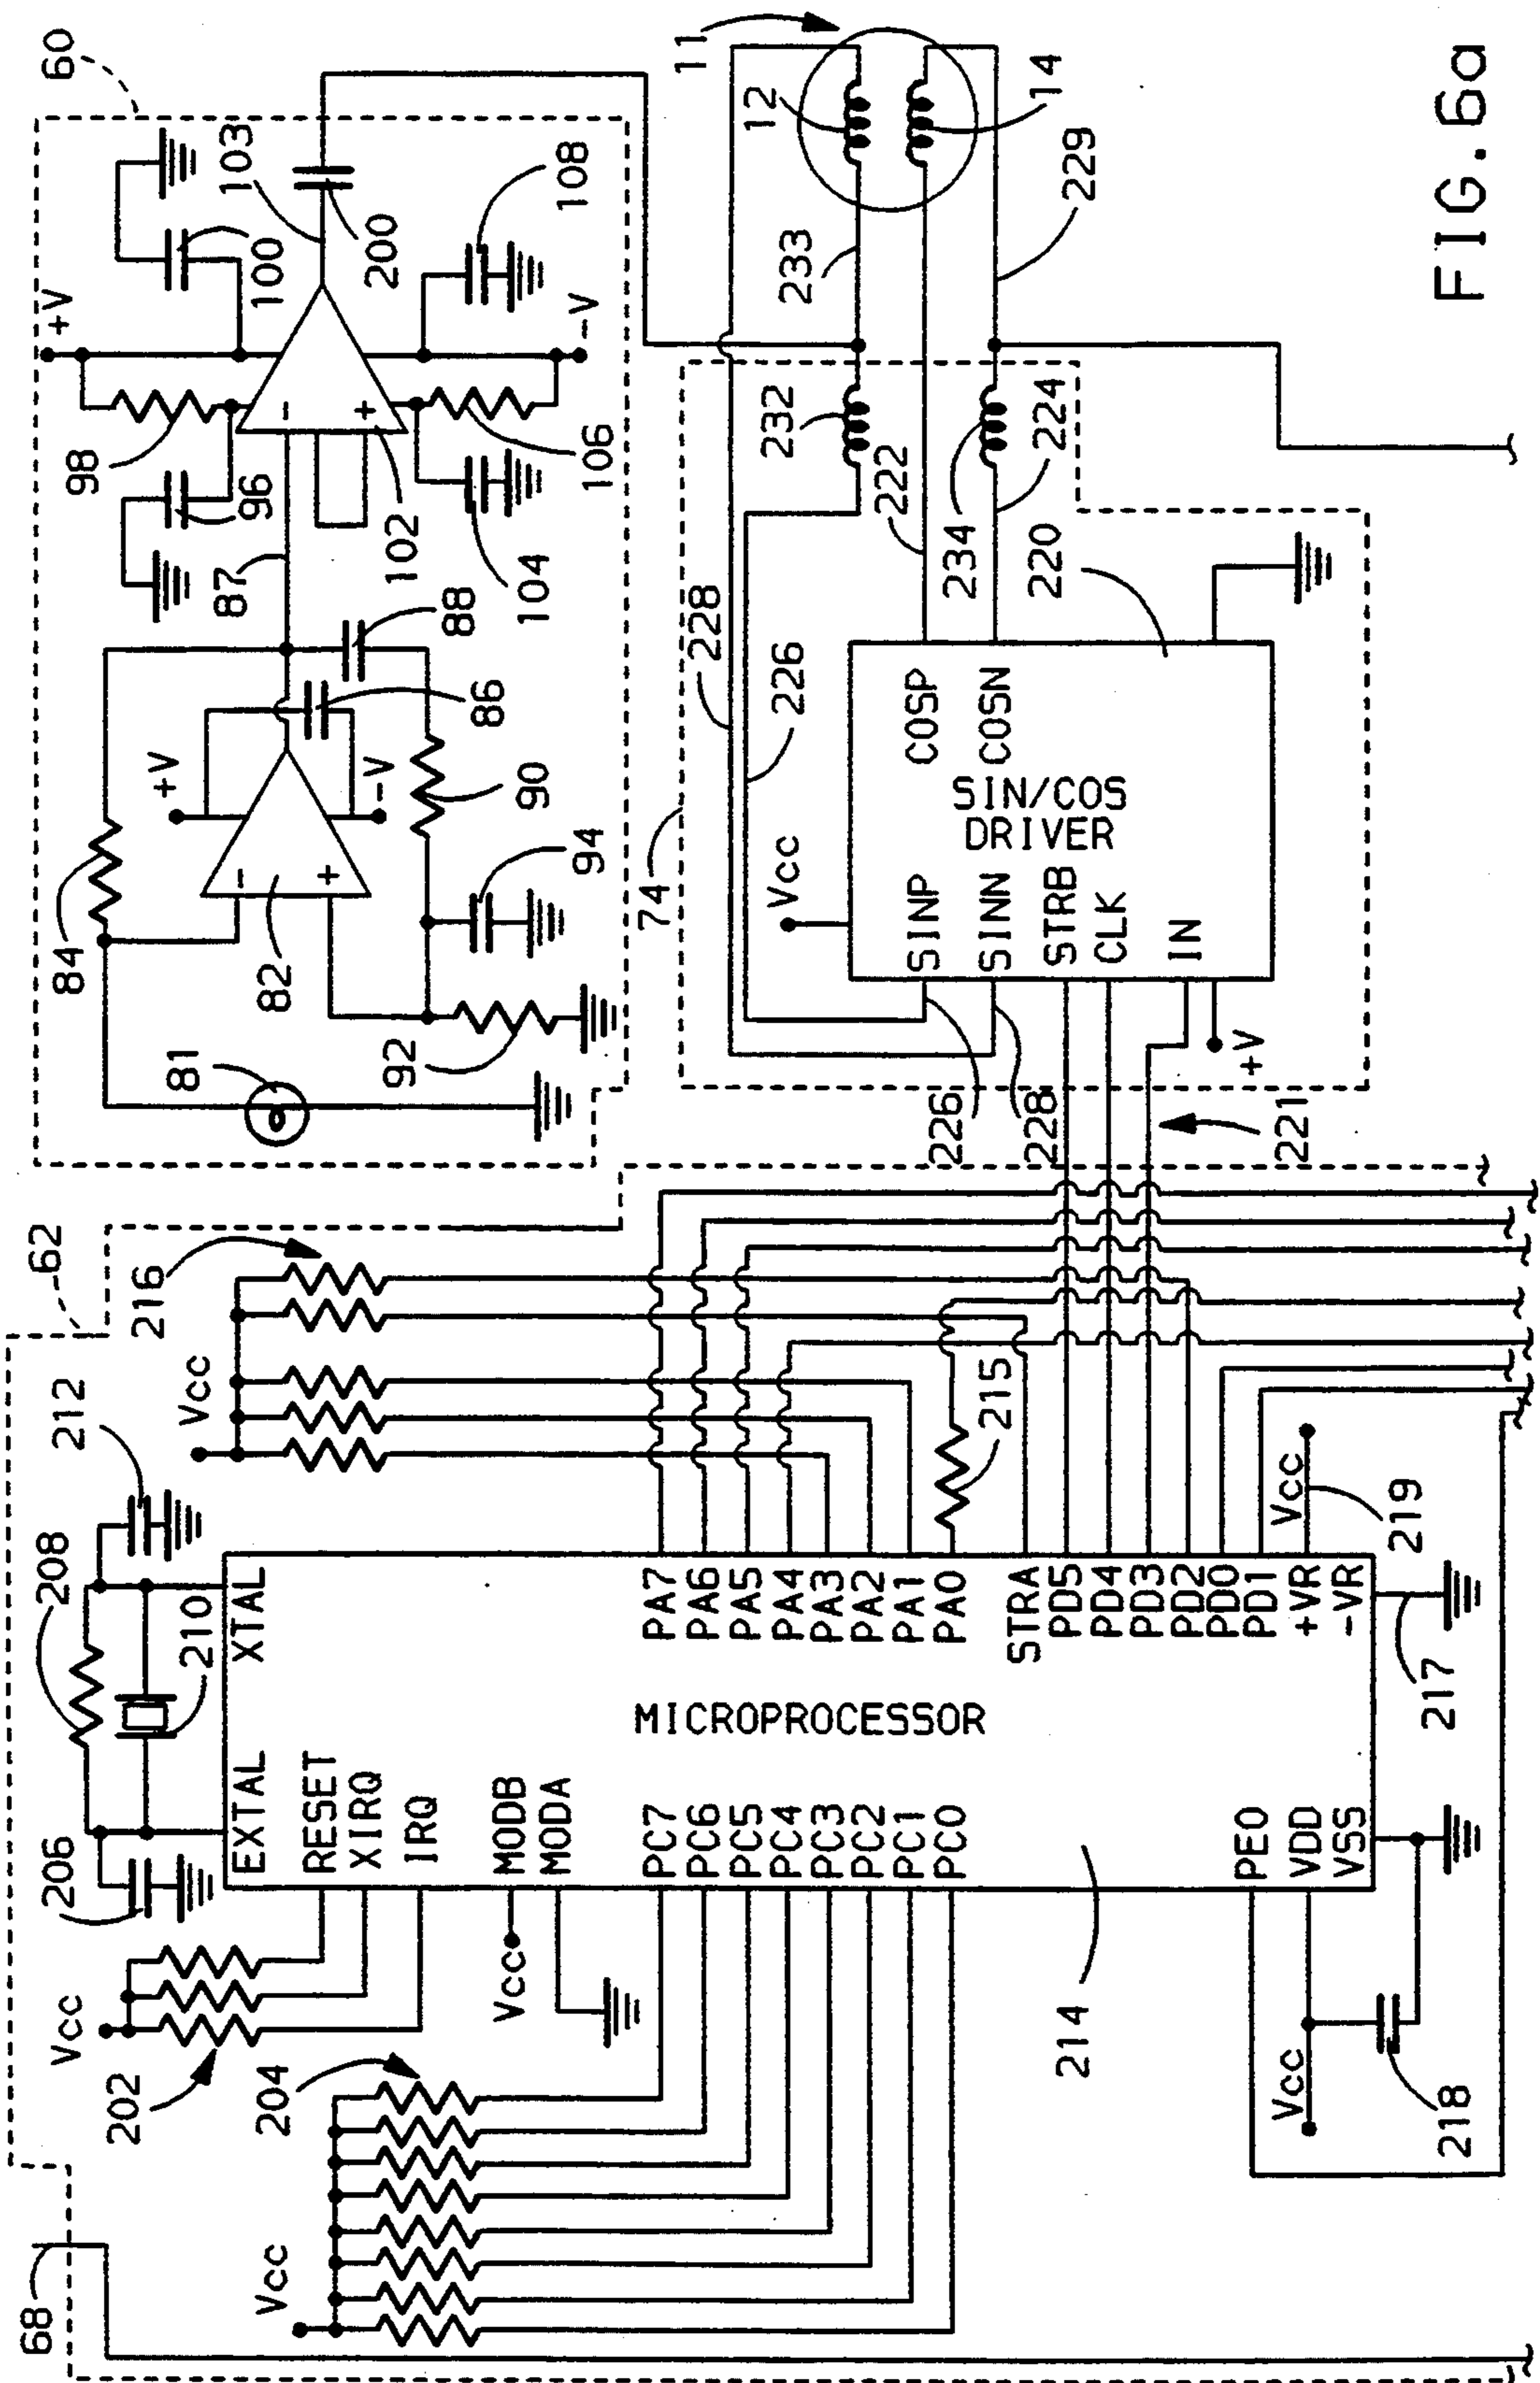 68
Vcc
202
204
Vcc
206
208
210
212
62
216
Vcc
EXTAL
XTAL
RESET
XIRQ
IRQ
MODB
MODA
Vcc
PC7
PC6
PC5
PC4
PC3
PC2
PC1
PC0
MICROPROCESSOR
PA7
PA6
PA5
PA4
PA3
PA2
PA1
PA0
STRA
PD5
PD4
PD3
PD2
PD0
PD1
+VR
-VR
PE0
VDD
VSS
214
Vcc
218
217
Vcc
219
215
60
81
84
82
-
+
+V
-V
86
88
90
92
94
87
96
98
+V
100
103
200
-
+
102
104
106
108
-V
74
Vcc
SINP
SINN
STRB
CLK
IN
SIN/COS
DRIVER
COSP
COSN
+V
226
228
221
228
226
222
232
234
224
220
233
229
11
12
14
FIG. 6a